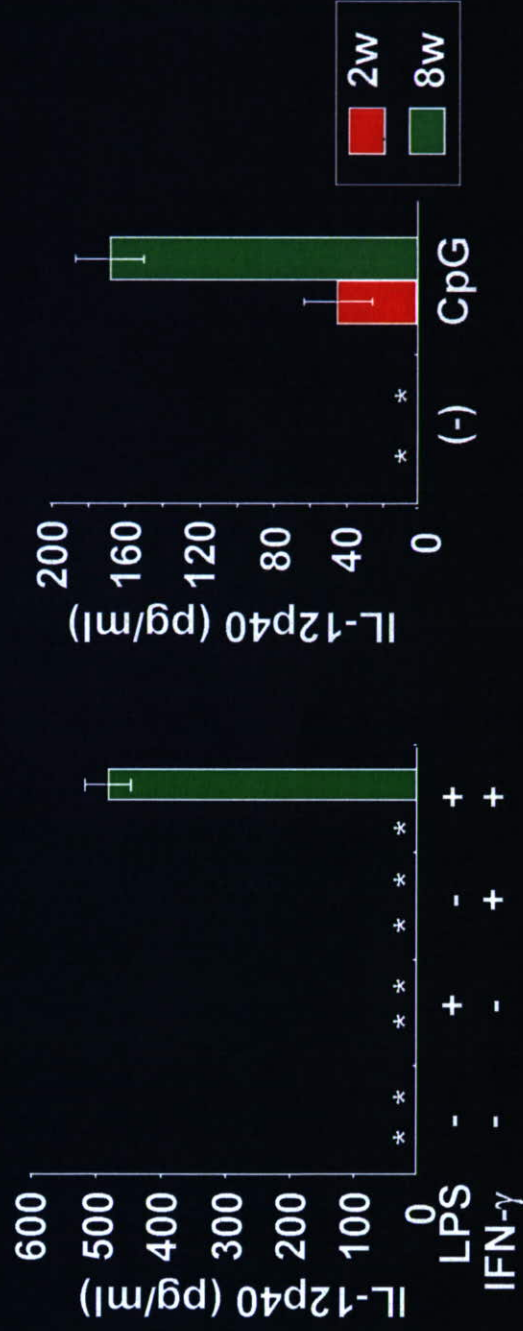 IL-12p40 (pg/ml)
600
500
400
300
200
100
0
* * * * * * *
LPS - + - +
IFN-γ - - + +
IL-12p40 (pg/ml)
200
160
120
80
40
0
* *
(-) CpG
2w
8w